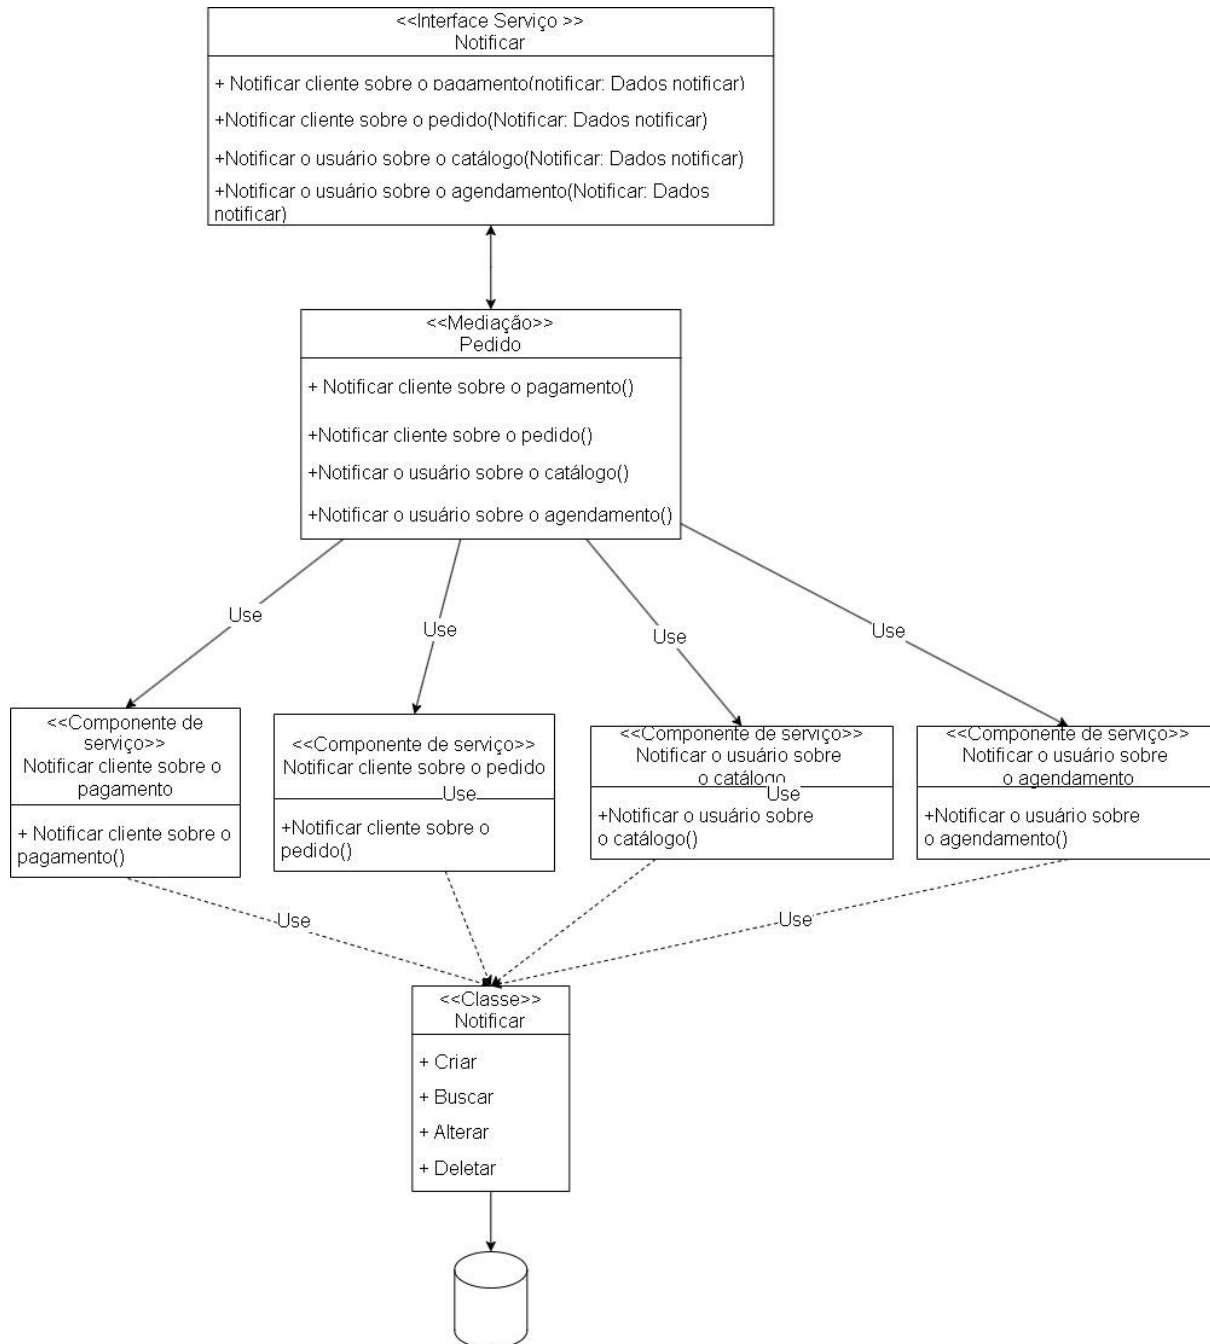 <<Interface Serviço >>
Notificar
+ Notificar cliente sobre o pagamento(notificar: Dados notificar)
+Notificar cliente sobre o pedido(Notificar: Dados notificar)
+Notificar o usuário sobre o catálogo(Notificar: Dados notificar)
+Notificar o usuário sobre o agendamento(Notificar: Dados
notificar)
<<Mediação>>
Pedido
+ Notificar cliente sobre o pagamento()
+Notificar cliente sobre o pedido()
+Notificar o usuário sobre o catálogo()
+Notificar o usuário sobre o agendamento()
Use
Use
Use
Use
<<Componente de
serviço>>
Notificar cliente sobre o
pagamento
+ Notificar cliente sobre o
pagamento()
<<Componente de serviço>>
Notificar cliente sobre o pedido
Use
+Notificar cliente sobre o
pedido()
<<Componente de serviço>>
Notificar o usuário sobre
o catálogo
Use
+Notificar o usuário sobre
o catálogo()
<<Componente de serviço>>
Notificar o usuário sobre
o agendamento
+Notificar o usuário sobre
o agendamento()
Use
Use
<<Classe>>
Notificar
+ Criar
+ Buscar
+ Alterar
+ Deletar